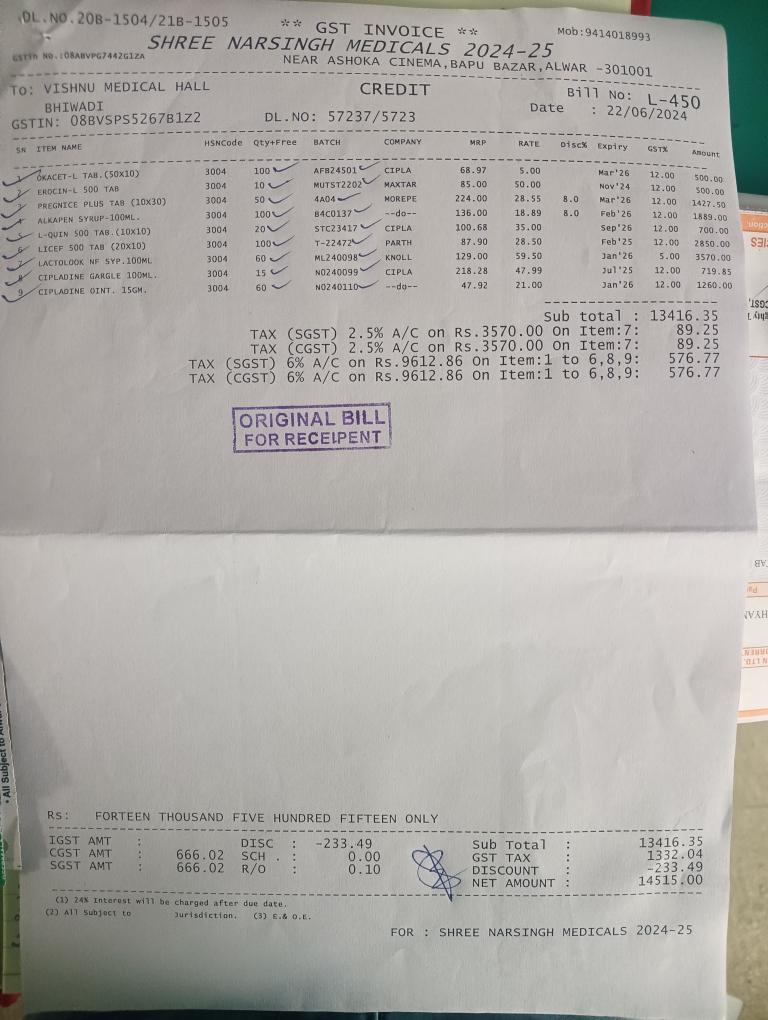 DL.NO.20B-1504/21B-1505 ** GST INVOICE ** Mob:9414018993
GSTin No.:08ABVPG7442G1ZA SHREE NARSINGH MEDICALS 2024-25
NEAR ASHOKA CINEMA,BAPU BAZAR,ALWAR -301001
To: VISHNU MEDICAL HALL CREDIT Bill No: L-450
BHIWADI Date : 22/06/2024
GSTIN: 08BVSPS5267B1Z2 DL.NO: 57237/5723
SN ITEM NAME HSNCode Qty+Free BATCH COMPANY MRP RATE Disc% Expiry GST% Amount
1 OKACET-L TAB.(50X10) 3004 100 AFB24501 CIPLA 68.97 5.00 Mar'26 12.00 500.00
2 EROCIN-L 500 TAB 3004 10 MUTST2202 MAXTAR 85.00 50.00 Nov'24 12.00 500.00
3 PREGNICE PLUS TAB (10X30) 3004 50 4A04 MOREPE 224.00 28.55 8.0 Mar'26 12.00 1427.50
4 ALKAPEN SYRUP-100ML. 3004 100 B4C0137 --do-- 136.00 18.89 8.0 Feb'26 12.00 1889.00
5 L-QUIN 500 TAB.(10X10) 3004 20 STC23417 CIPLA 100.68 35.00 Sep'26 12.00 700.00
6 LICEF 500 TAB (20X10) 3004 100 T-22472 PARTH 87.90 28.50 Feb'25 12.00 2850.00
7 LACTOLOOK NF SYP.100ML 3004 60 ML240098 KNOLL 129.00 59.50 Jan'26 5.00 3570.00
8 CIPLADINE GARGLE 100ML. 3004 15 N0240099 CIPLA 218.28 47.99 Jul'25 12.00 719.85
9 CIPLADINE OINT. 15GM. 3004 60 N0240110 --do-- 47.92 21.00 Jan'26 12.00 1260.00
Sub total : 13416.35
TAX (SGST) 2.5% A/C on Rs.3570.00 On Item:7: 89.25
TAX (CGST) 2.5% A/C on Rs.3570.00 On Item:7: 89.25
TAX (SGST) 6% A/C on Rs.9612.86 On Item:1 to 6,8,9: 576.77
TAX (CGST) 6% A/C on Rs.9612.86 On Item:1 to 6,8,9: 576.77
ORIGINAL BILL
FOR RECEIPENT
Rs: FORTEEN THOUSAND FIVE HUNDRED FIFTEEN ONLY
IGST AMT : DISC : -233.49 Sub Total : 13416.35
CGST AMT : 666.02 SCH . : 0.00 GST TAX : 1332.04
SGST AMT : 666.02 R/O : 0.10 DISCOUNT : -233.49
NET AMOUNT : 14515.00
(1) 24% Interest will be charged after due date.
(2) All Subject to Jurisdiction. (3) E.& O.E.
FOR : SHREE NARSINGH MEDICALS 2024-25